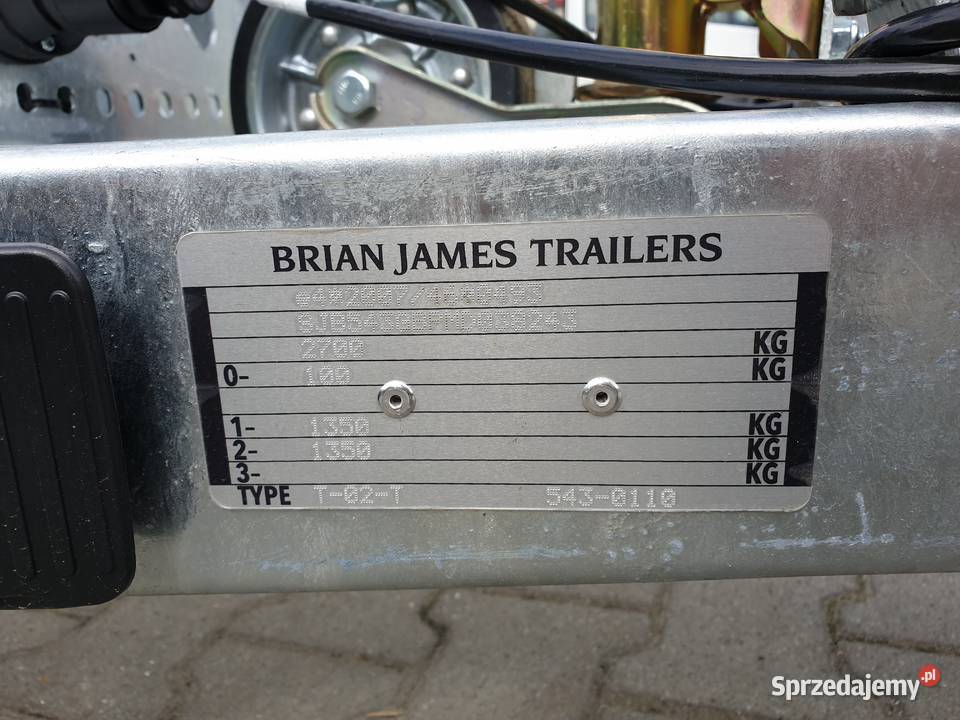 BRIAN JAMES TRAILERS
2700 KG
0- 100 KG
1- 1350 KG
2- 1350 KG
3- KG
TYPE T-02-T 543-0110
Sprzedajemy.pl